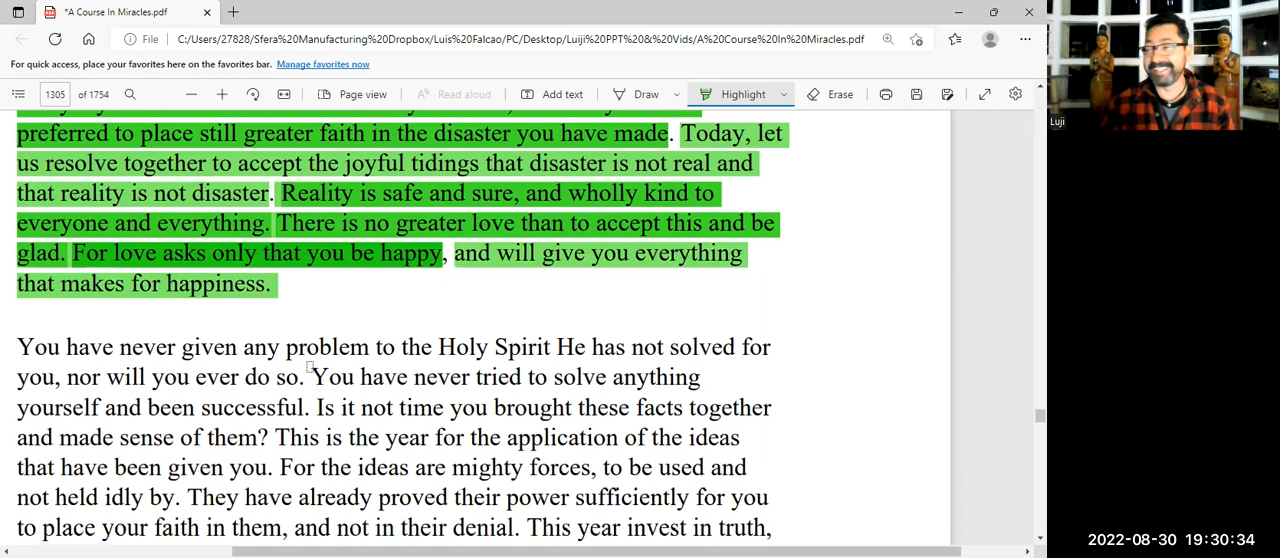 *A Course In Miracles.pdf
File C:/Users/27828/Sfera%20Manufacturing%20Dropbox/Luis%20Falcao/PC/Desktop/Luiji%20PPT%20&%20Vids/A%20Course%20In%20Miracles.pdf
For quick access, place your favorites here on the favorites bar. Manage favorites now
1305 of 1754 Page view Read aloud Add text Draw Highlight Erase
preferred to place still greater faith in the disaster you have made. Today, let
us resolve together to accept the joyful tidings that disaster is not real and
that reality is not disaster. Reality is safe and sure, and wholly kind to
everyone and everything. There is no greater love than to accept this and be
glad. For love asks only that you be happy, and will give you everything
that makes for happiness.
You have never given any problem to the Holy Spirit He has not solved for
you, nor will you ever do so. You have never tried to solve anything
yourself and been successful. Is it not time you brought these facts together
and made sense of them? This is the year for the application of the ideas
that have been given you. For the ideas are mighty forces, to be used and
not held idly by. They have already proved their power sufficiently for you
to place your faith in them, and not in their denial. This year invest in truth,
Luji
2022-08-30 19:30:34